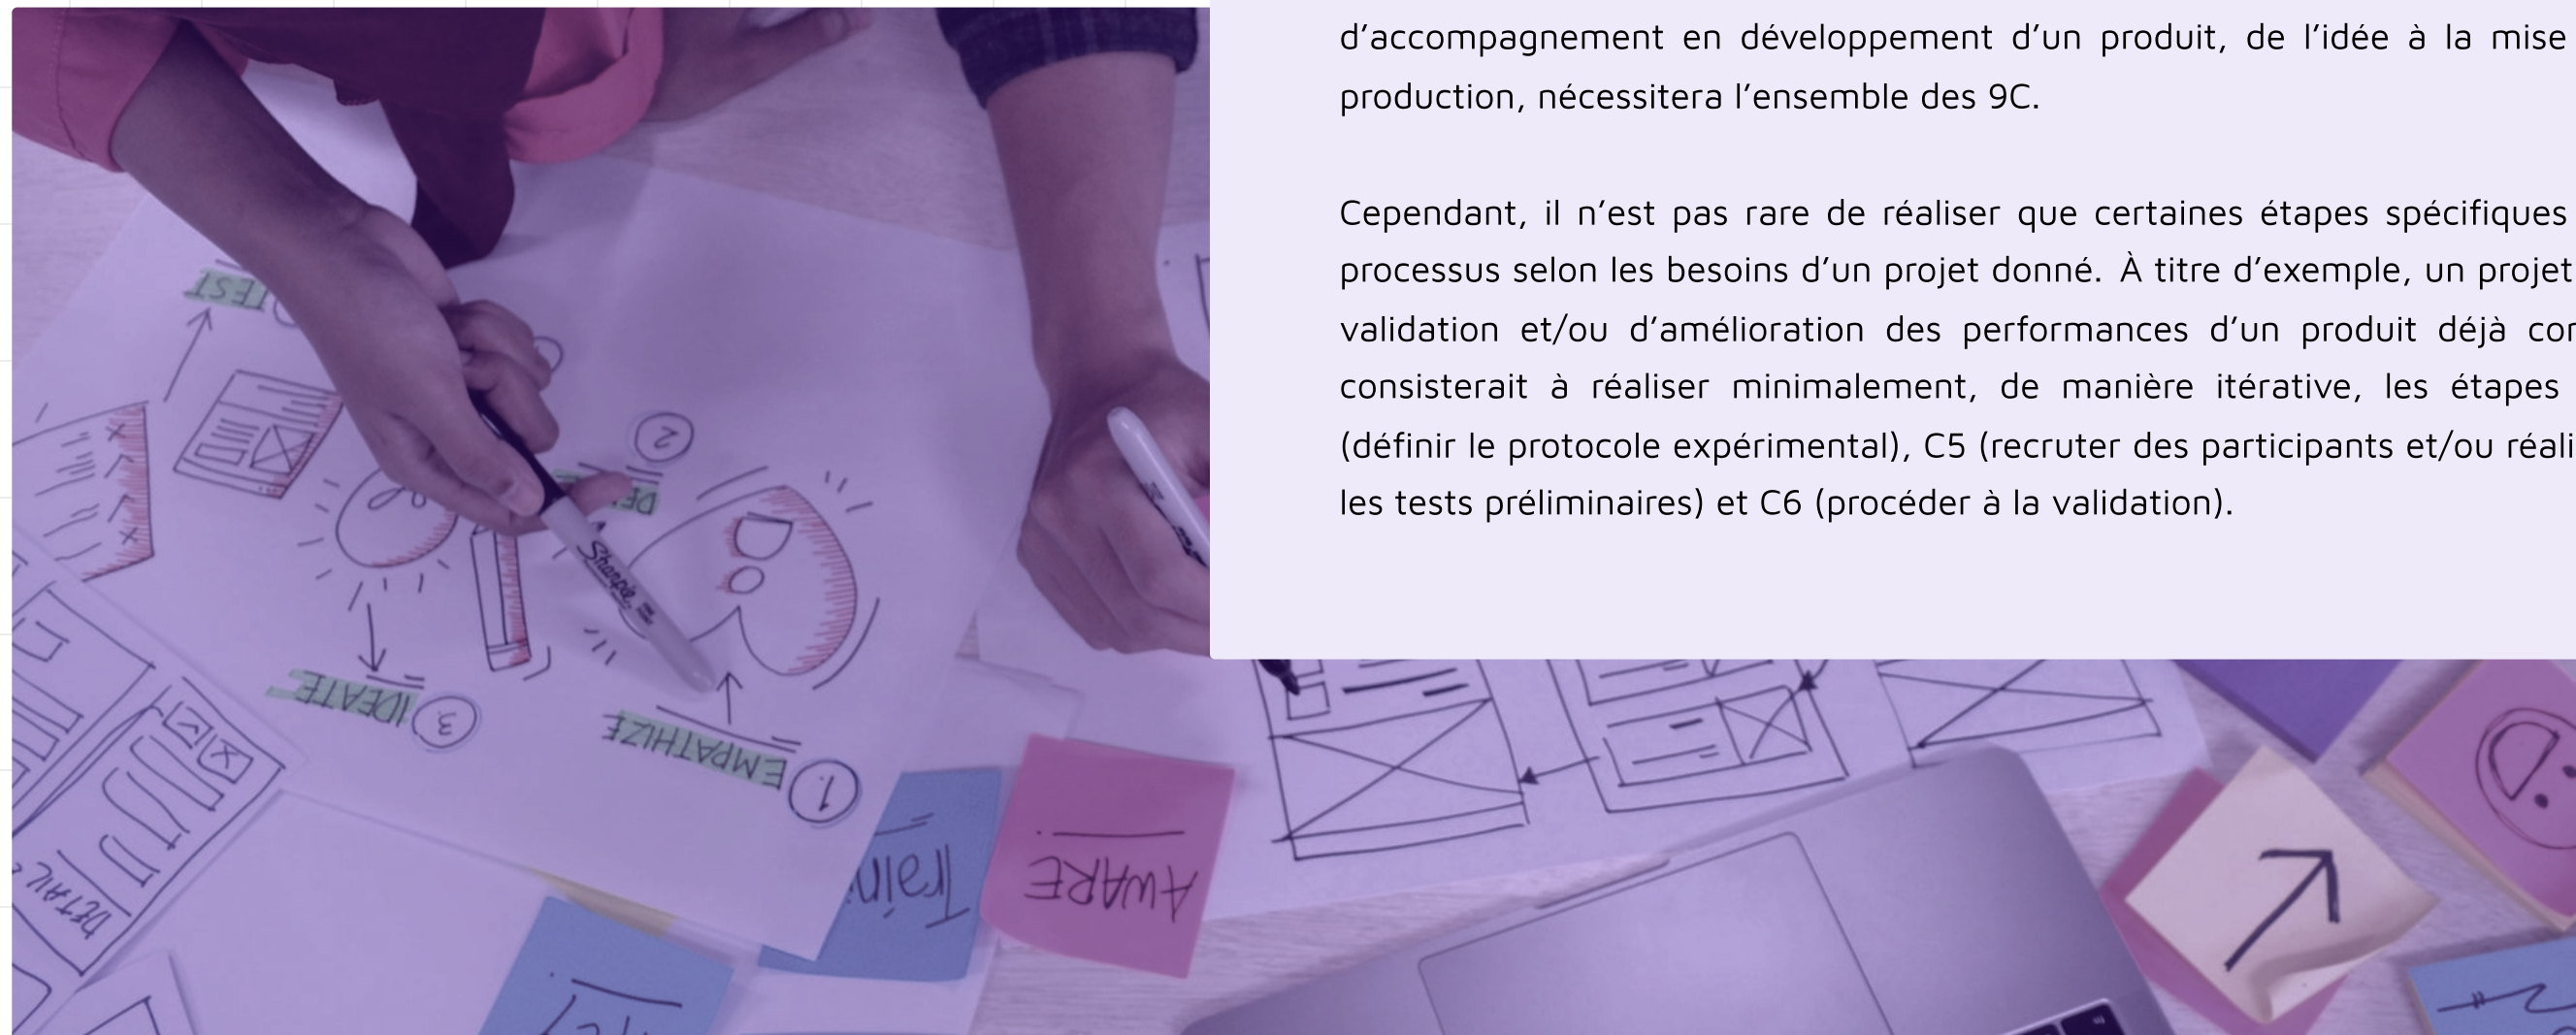 d’accompagnement en développement d’un produit, de l’idée à la mise
production, nécessitera l’ensemble des 9C.
Cependant, il n’est pas rare de réaliser que certaines étapes spécifiques
processus selon les besoins d’un projet donné. À titre d’exemple, un projet
validation et/ou d’amélioration des performances d’un produit déjà
consisterait à réaliser minimalement, de manière itérative, les étapes
(définir le protocole expérimental), C5 (recruter des participants et/ou
les tests préliminaires) et C6 (procéder à la validation).
TEST
2
Sharpie
3
IDEATE
1.
EMPATHIZE
AWARE
DETAIL